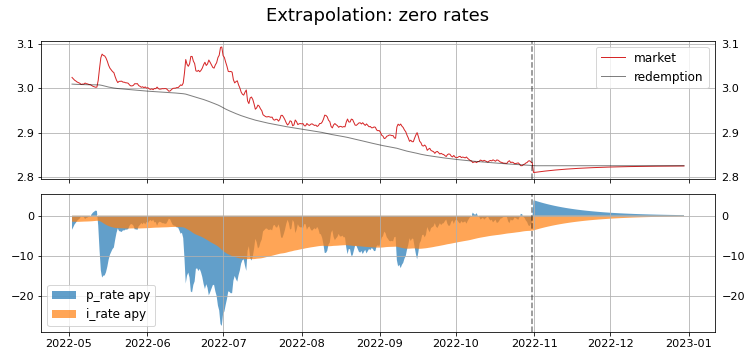 Extrapolation: zero rates
3.1 3.1
market
redemption
3.0 3.0
2.9 2.9
2.8 2.8
0 0
−10 −10
−20 −20
p_rate apy
i_rate apy
2022-05 2022-06 2022-07 2022-08 2022-09 2022-10 2022-11 2022-12 2023-01